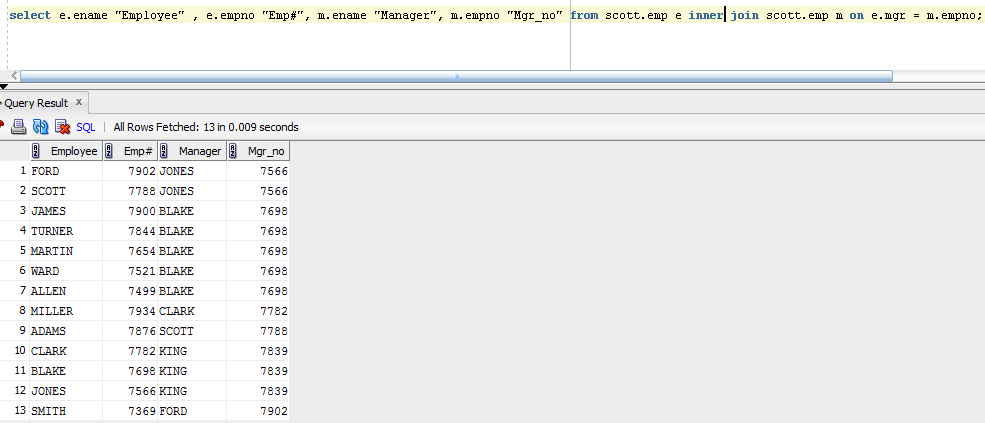 select e.ename "Employee" , e.empno "Emp#", m.ename "Manager", m.empno "Mgr_no" from scott.emp e inner join scott.emp m on e.mgr = m.empno;
Query Result x
SQL | All Rows Fetched: 13 in 0.009 seconds
Employee Emp# Manager Mgr_no
1 FORD 7902 JONES 7566
2 SCOTT 7788 JONES 7566
3 JAMES 7900 BLAKE 7698
4 TURNER 7844 BLAKE 7698
5 MARTIN 7654 BLAKE 7698
6 WARD 7521 BLAKE 7698
7 ALLEN 7499 BLAKE 7698
8 MILLER 7934 CLARK 7782
9 ADAMS 7876 SCOTT 7788
10 CLARK 7782 KING 7839
11 BLAKE 7698 KING 7839
12 JONES 7566 KING 7839
13 SMITH 7369 FORD 7902